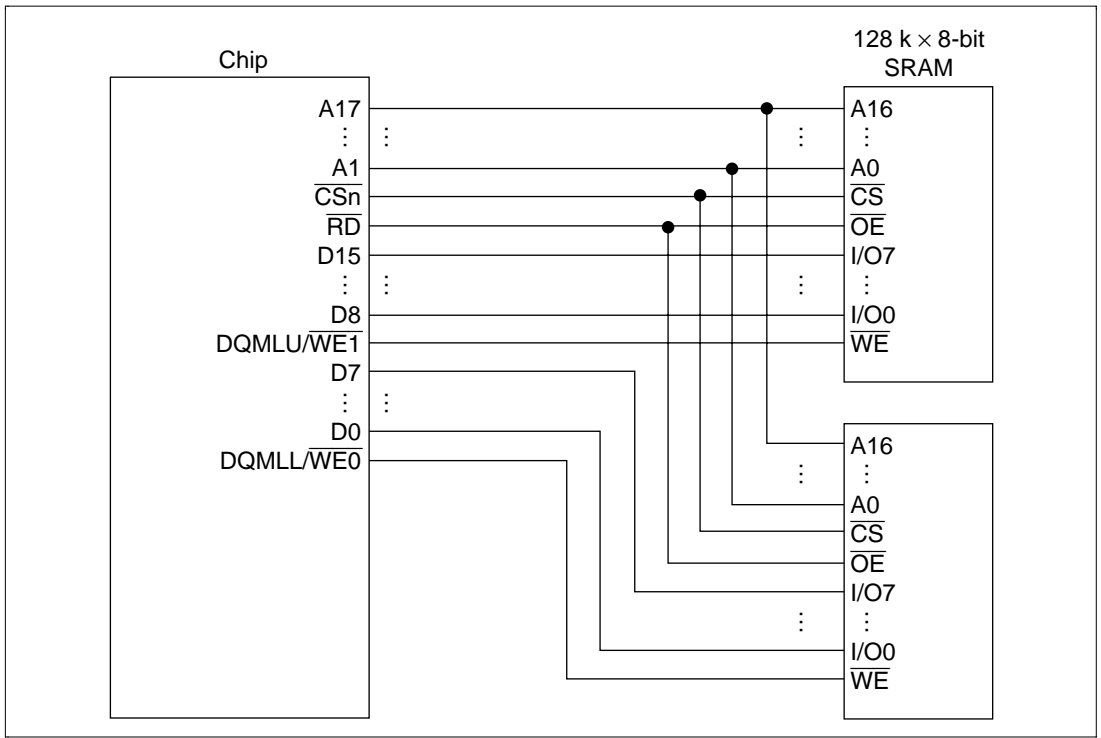 Chip
128 k × 8-bit
SRAM
A17
A1
CSn
RD
D15
D8
DQMLU/WE1
D7
D0
DQMLL/WE0
A16
A0
CS
OE
I/O7
I/O0
WE
A16
A0
CS
OE
I/O7
I/O0
WE